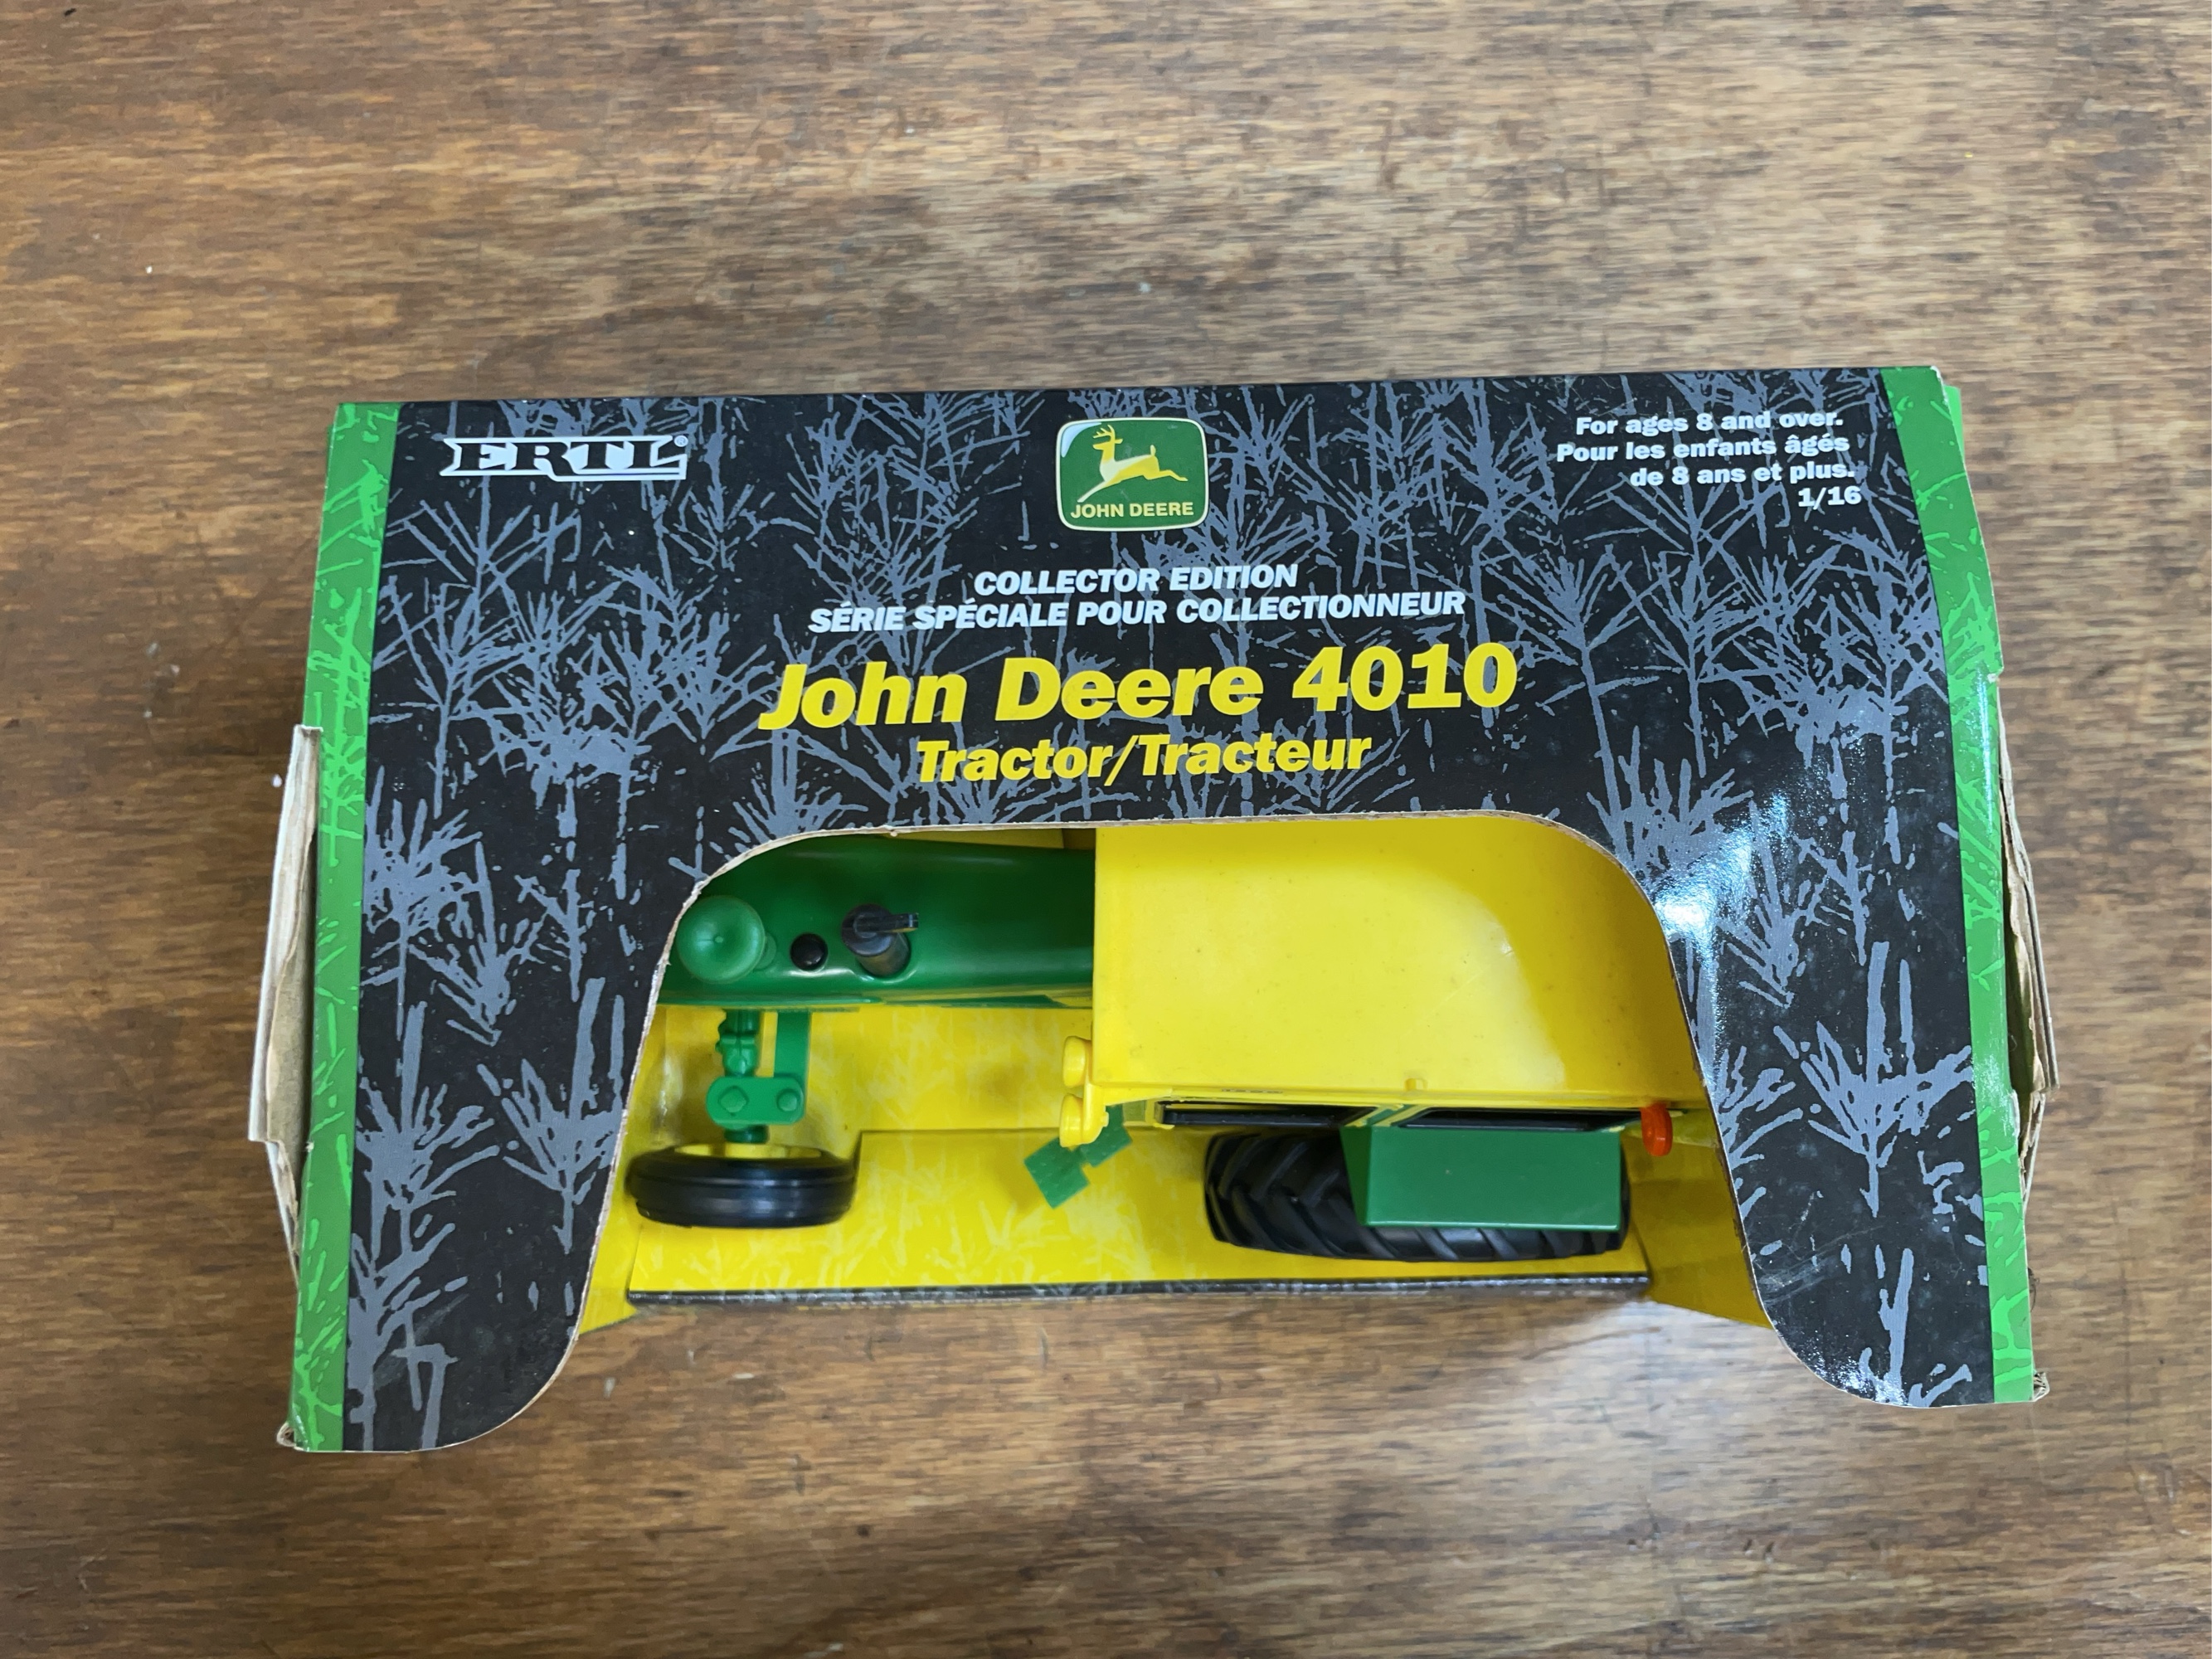 ERTL®
JOHN DEERE
For ages 8 and over.
Pour les enfants âgés
de 8 ans et plus.
1/16
COLLECTOR EDITION
SÉRIE SPÉCIALE POUR COLLECTIONNEUR
John Deere 4010
Tractor/Tracteur